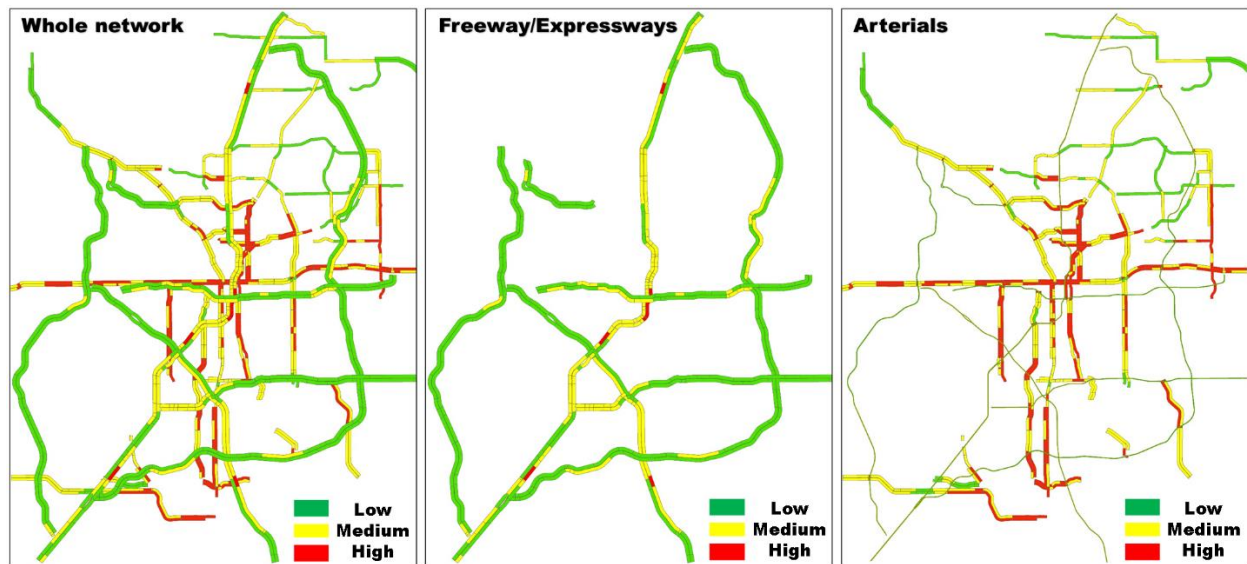 Whole network
Freeway/Expressways
Arterials
Low
Medium
High
Low
Medium
High
Low
Medium
High